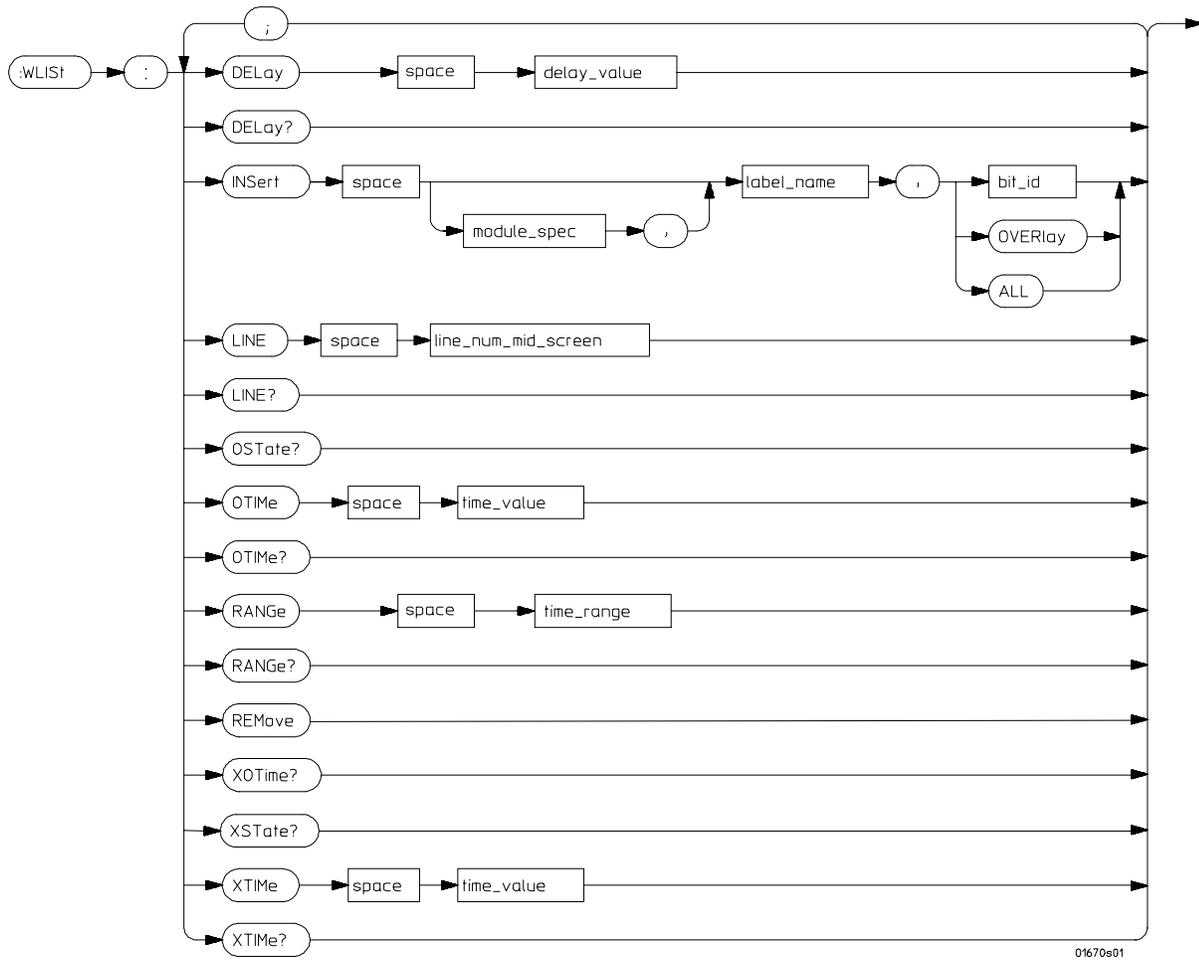 ;
:WLISt : DELay space delay_value
DELay?
INSert space label_name , bit_id
module_spec , OVERlay
ALL
LINE space line_num_mid_screen
LINE?
OSTate?
OTIMe space time_value
OTIMe?
RANGe space time_range
RANGe?
REMove
XOTime?
XSTate?
XTIMe space time_value
XTIMe?
01670s01